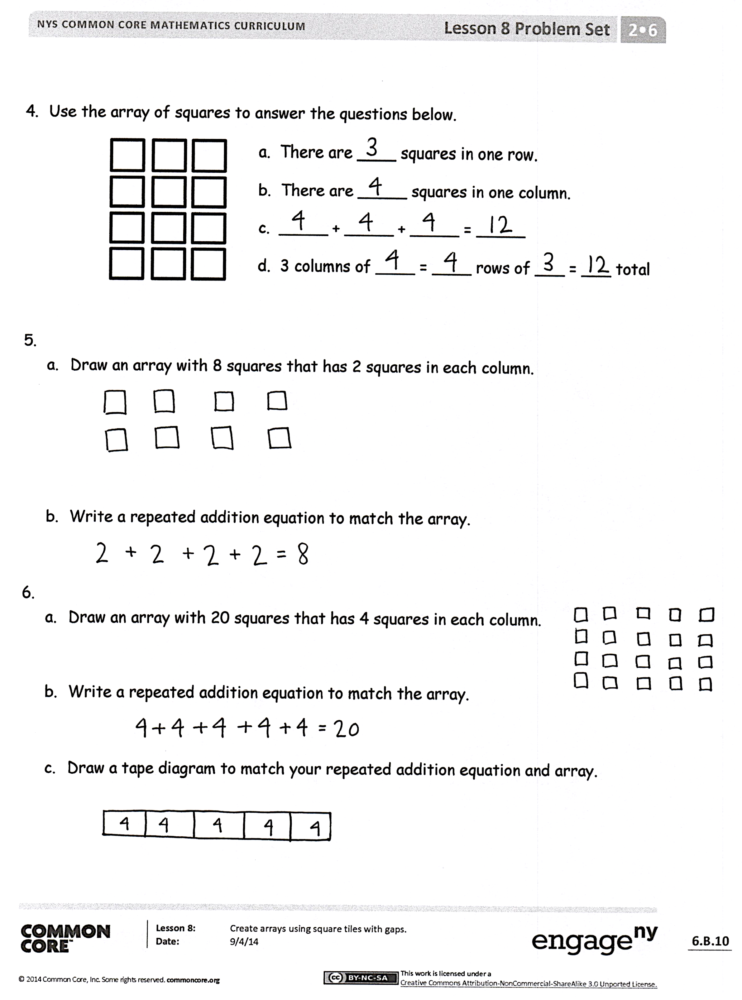 NYS COMMON CORE MATHEMATICS CURRICULUM Lesson 8 Problem Set 2•6
4. Use the array of squares to answer the questions below.
a. There are 3 squares in one row.
b. There are 4 squares in one column.
c. 4 + 4 + 4 = 12
d. 3 columns of 4 = 4 rows of 3 = 12 total
5.
a. Draw an array with 8 squares that has 2 squares in each column.
b. Write a repeated addition equation to match the array.
2 + 2 + 2 + 2 = 8
6.
a. Draw an array with 20 squares that has 4 squares in each column.
b. Write a repeated addition equation to match the array.
4 + 4 + 4 + 4 + 4 = 20
c. Draw a tape diagram to match your repeated addition equation and array.
4 4 4 4 4
COMMON CORE™
Lesson 8: Create arrays using square tiles with gaps.
Date: 9/4/14
engage ny 6.B.10
© 2014 Common Core, Inc. Some rights reserved. commoncore.org
(cc) BY-NC-SA
This work is licensed under a
Creative Commons Attribution-NonCommercial-ShareAlike 3.0 Unported License.